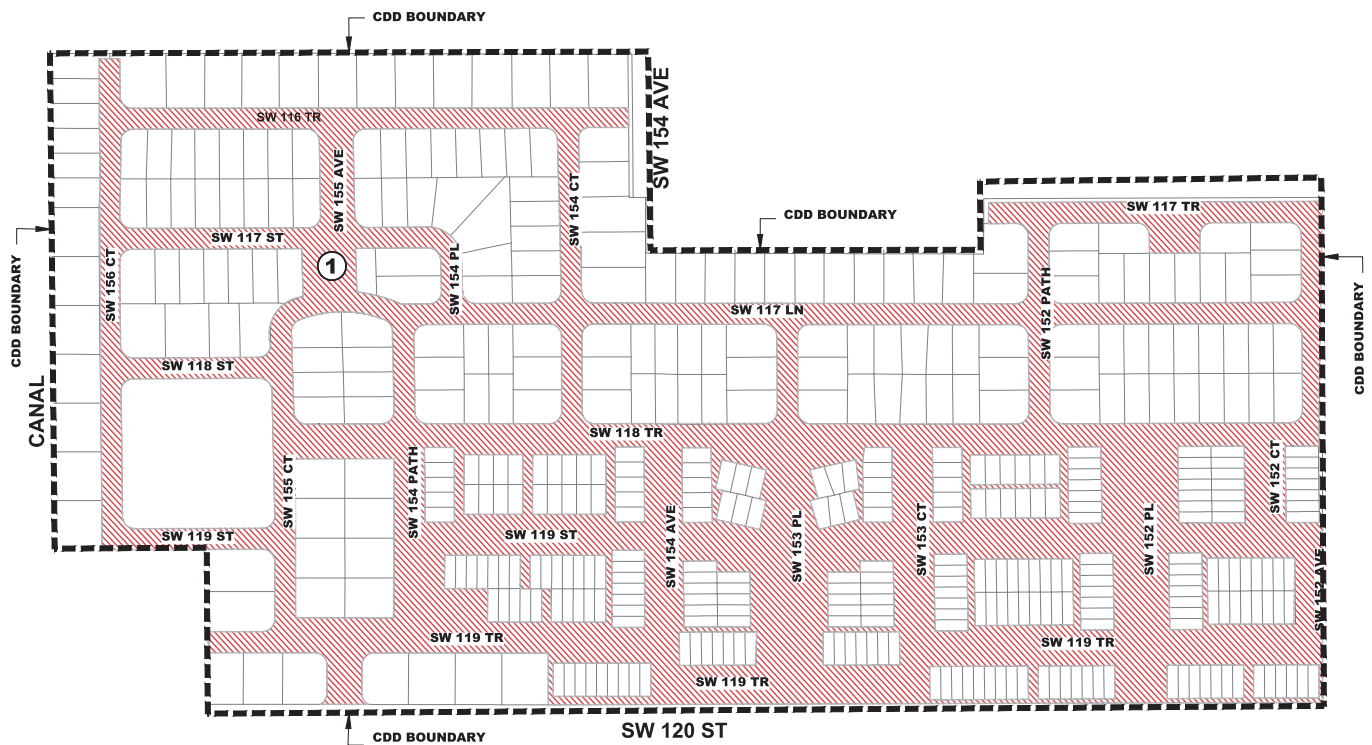 CDD BOUNDARY
SW 154 AVE
SW 116 TR
SW 155 AVE
SW 154 CT
SW 117 TR
CDD BOUNDARY
SW 117 ST
1
SW 156 CT
SW 154 PL
SW 152 PATH
CDD BOUNDARY
CDD BOUNDARY
SW 117 LN
SW 118 ST
CANAL
SW 118 TR
SW 155 CT
SW 154 PATH
SW 152 CT
SW 119 ST
SW 119 ST
SW 154 AVE
SW 153 PL
SW 153 CT
SW 152 PL
SW 152 AVE
SW 119 TR
SW 119 TR
SW 119 TR
SW 120 ST
CDD BOUNDARY